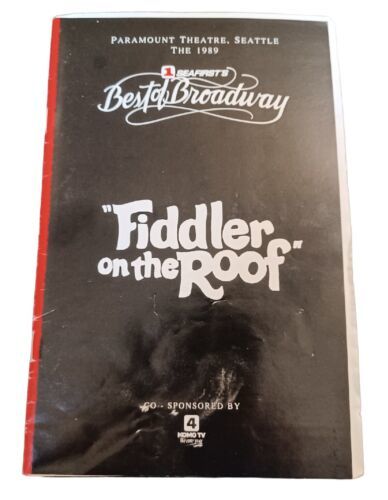 PARAMOUNT THEATRE, SEATTLE
THE 1989
1 SEAFIRST'S
Best of Broadway
"Fiddler
on the Roof"
CO-SPONSORED BY
4
KOMO TV